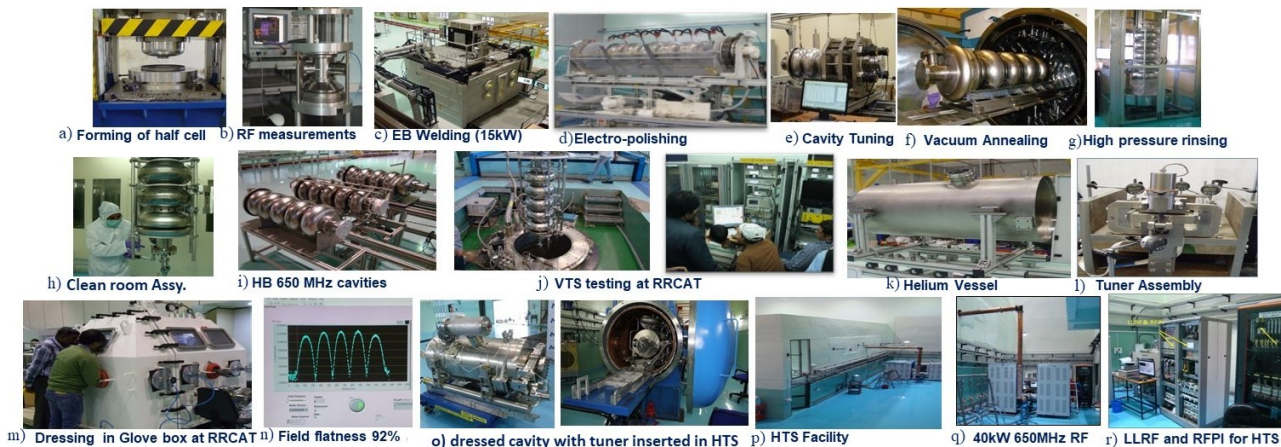 a) Forming of half cell
b) RF measurements
c) EB Welding (15kW)
d) Electro-polishing
e) Cavity Tuning
f) Vacuum Annealing
g) High pressure rinsing
h) Clean room Assy.
i) HB 650 MHz cavities
j) VTS testing at RRCAT
k) Helium Vessel
l) Tuner Assembly
m) Dressing in Glove box at RRCAT
n) Field flatness 92%
o) dressed cavity with tuner inserted in HTS
p) HTS Facility
q) 40kW 650MHz RF
r) LLRF and RFPI for HTS